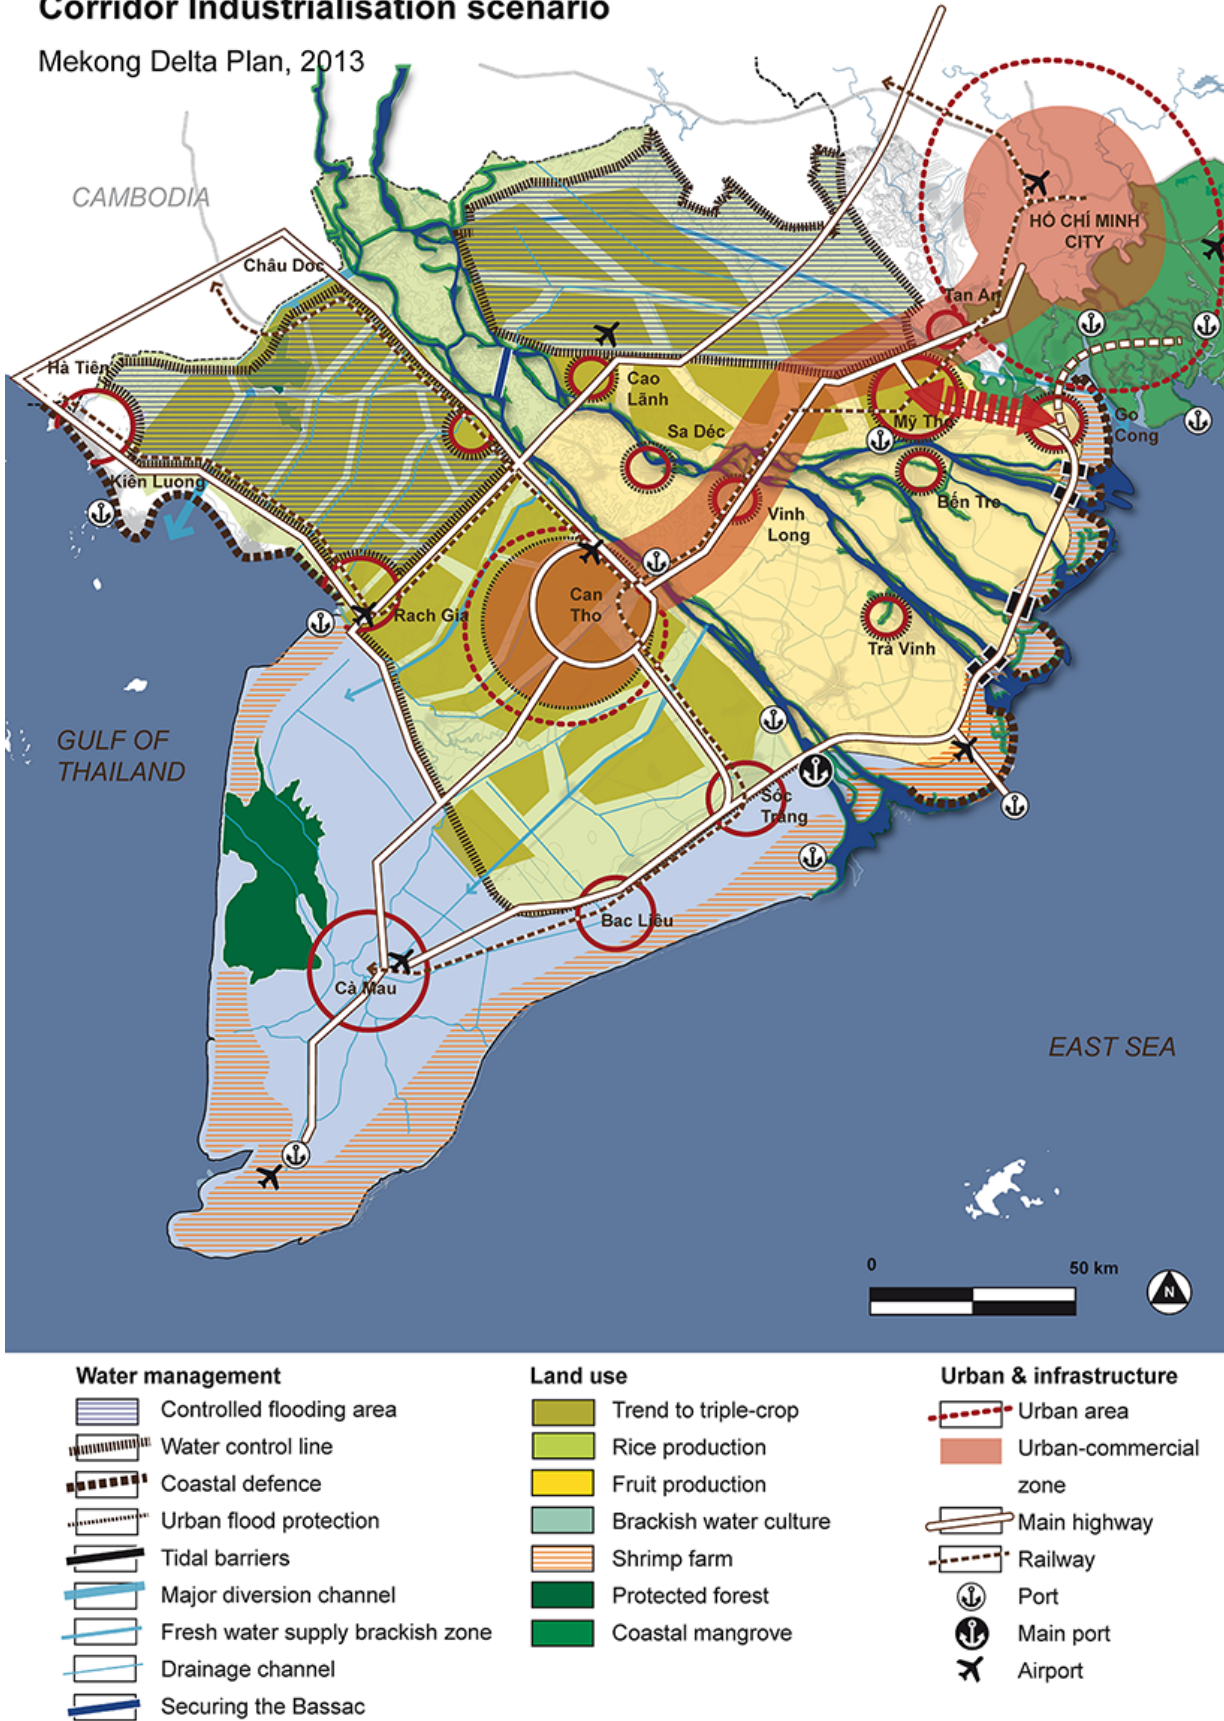 Corridor Industrialisation scenario
Mekong Delta Plan, 2013
CAMBODIA
HỒ CHÍ MINH
CITY
Châu Doc
Tan An
Hà Tiên
Cao
Lãnh
Sa Déc
Mỹ Tho
Go
Cong
Kiên Luong
Vinh
Long
Bến Tre
Can
Tho
Rach Gia
Trà Vinh
GULF OF
THAILAND
Sóc
Trang
Bac Liêu
Cà Mau
EAST SEA
0
50 km
N
Water management
Controlled flooding area
Water control line
Coastal defence
Urban flood protection
Tidal barriers
Major diversion channel
Fresh water supply brackish zone
Drainage channel
Securing the Bassac
Land use
Trend to triple-crop
Rice production
Fruit production
Brackish water culture
Shrimp farm
Protected forest
Coastal mangrove
Urban & infrastructure
Urban area
Urban-commercial
zone
Main highway
Railway
Port
Main port
Airport